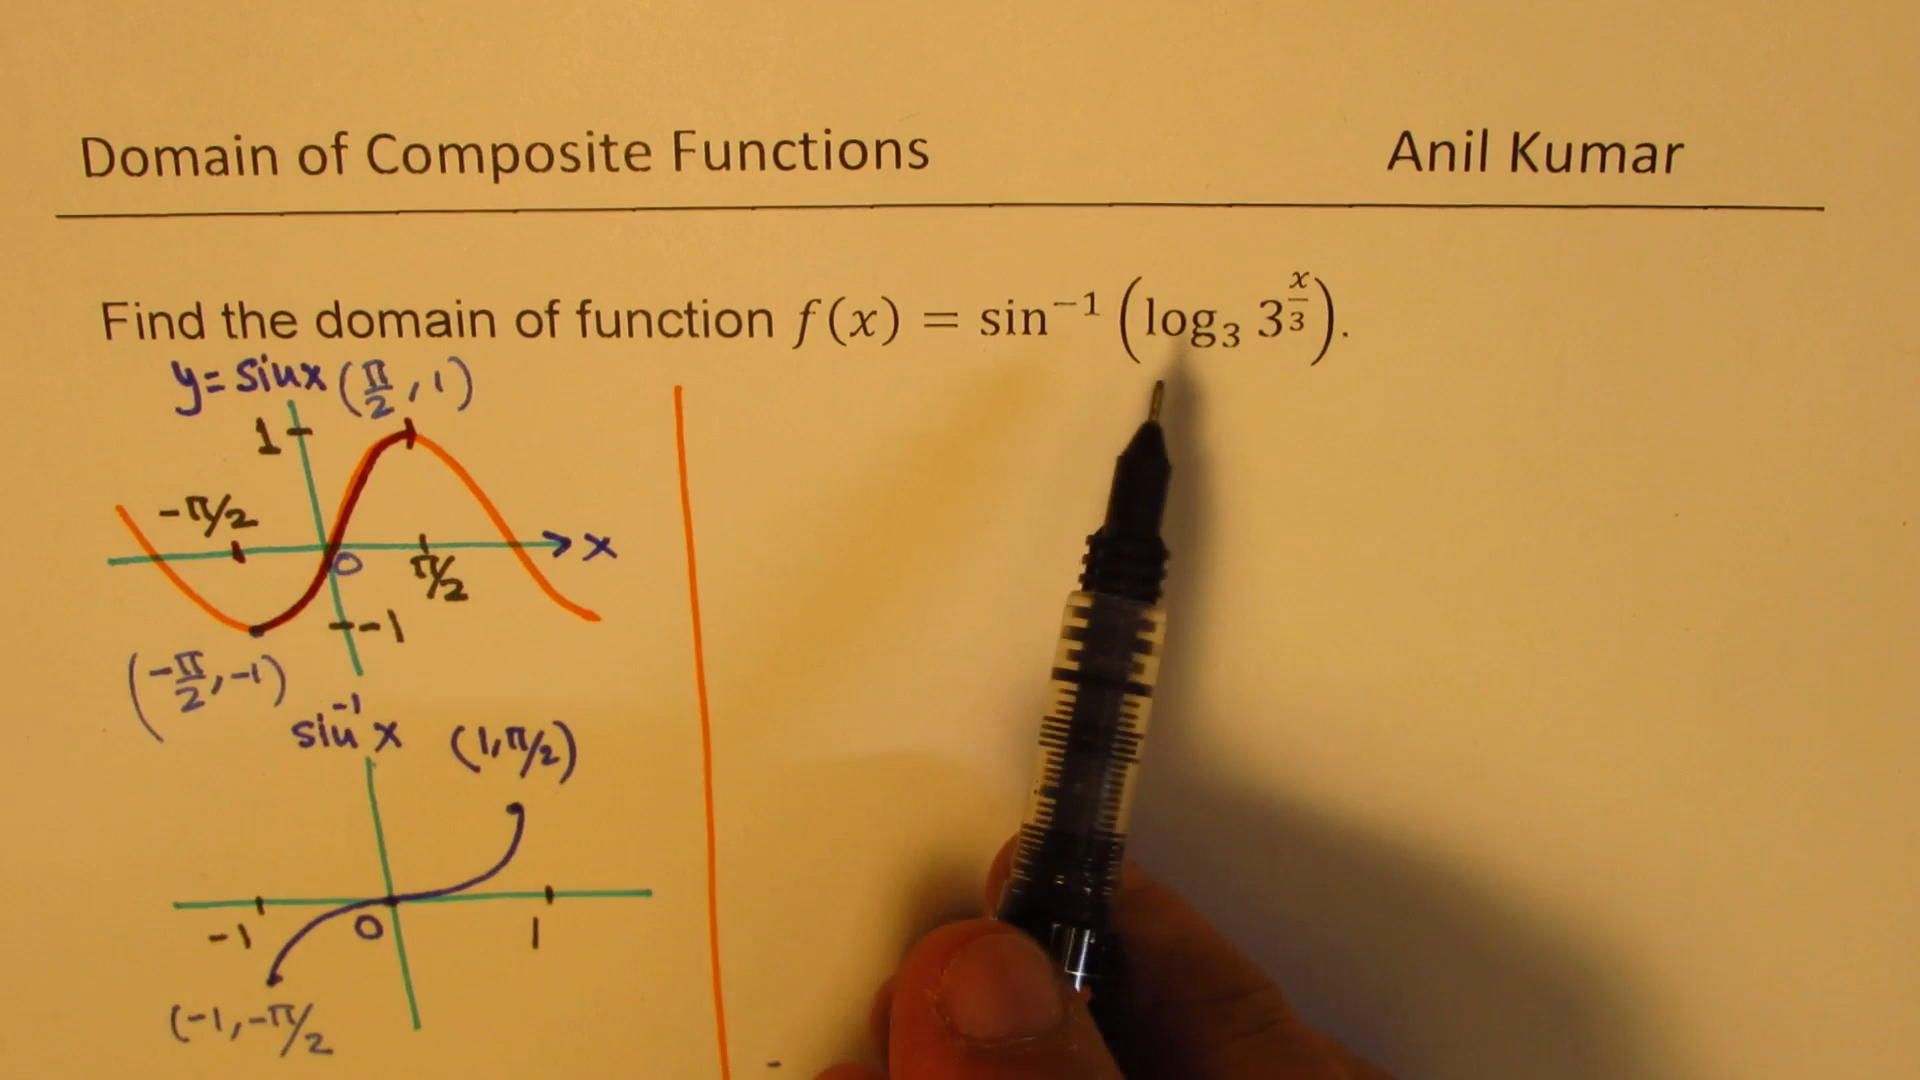 Domain of Composite Functions Anil Kumar
Find the domain of function f(x) = sin⁻¹ (log₃ 3^(x/3)).
y=sinx (π/2, 1)
1
-π/2
0
π/2
x
-1
(-π/2, -1)
sin⁻¹x (1, π/2)
-1 0 1
(-1, -π/2